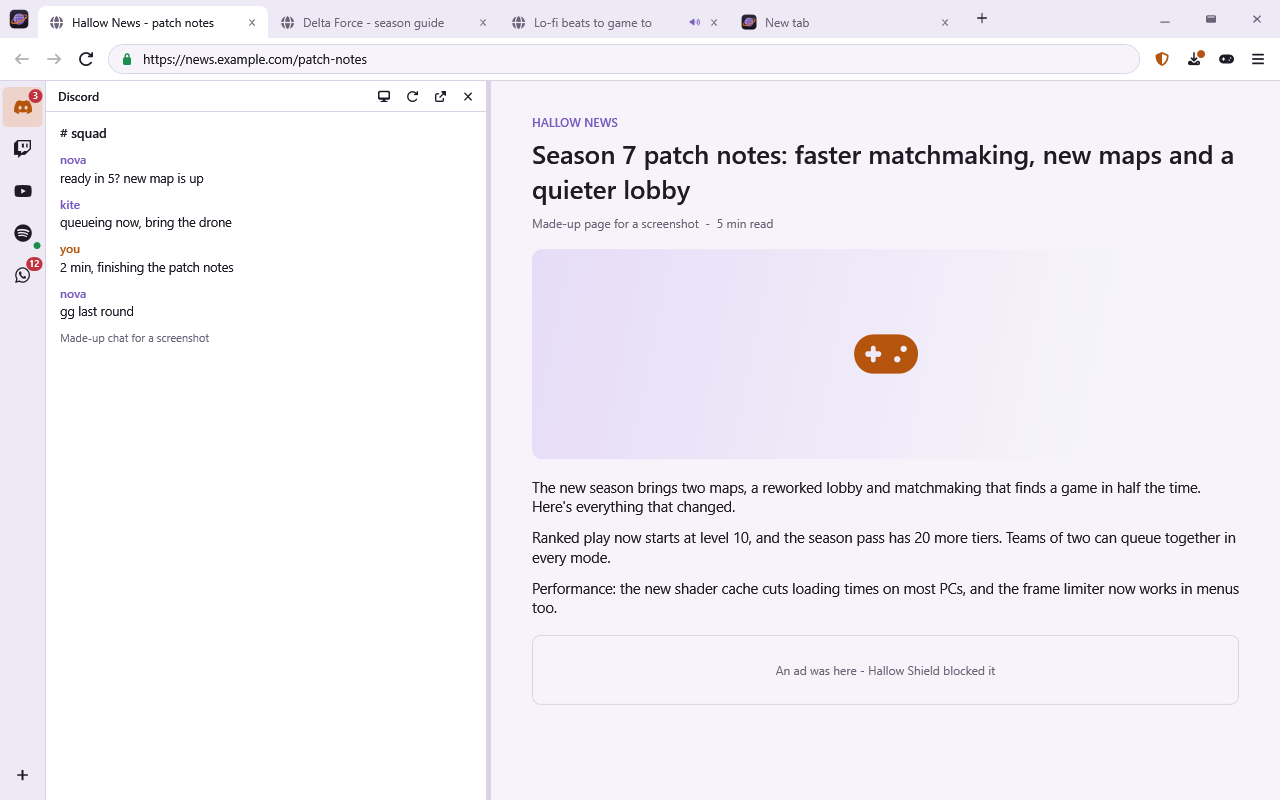 Hallow News - patch notes
Delta Force - season guide
Lo-fi beats to game to
New tab
https://news.example.com/patch-notes
3
12
Discord
# squad
nova
ready in 5? new map is up
kite
queueing now, bring the drone
you
2 min, finishing the patch notes
nova
gg last round
Made-up chat for a screenshot
HALLOW NEWS
Season 7 patch notes: faster matchmaking, new maps and a
quieter lobby
Made-up page for a screenshot - 5 min read
The new season brings two maps, a reworked lobby and matchmaking that finds a game in half the time.
Here's everything that changed.
Ranked play now starts at level 10, and the season pass has 20 more tiers. Teams of two can queue together in
every mode.
Performance: the new shader cache cuts loading times on most PCs, and the frame limiter now works in menus
too.
An ad was here - Hallow Shield blocked it